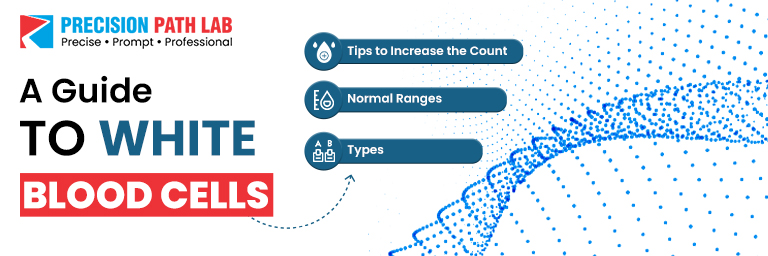 PRECISION PATH LAB
Precise • Prompt • Professional
A Guide
TO WHITE
BLOOD CELLS
Tips to Increase the Count
Normal Ranges
A B
Types